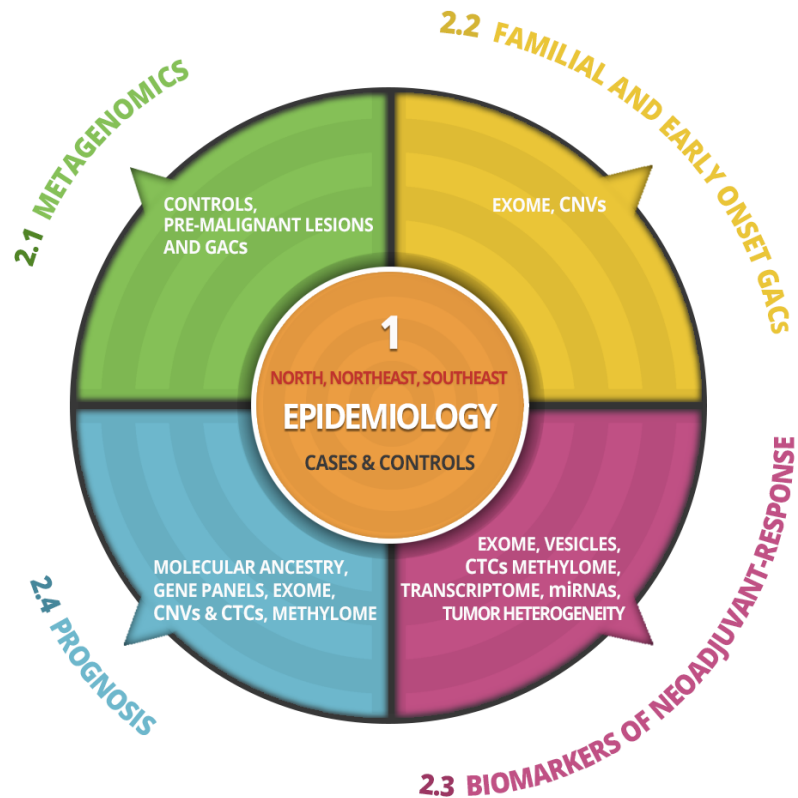 2.1 METAGENOMICS
CONTROLS,
PRE-MALIGNANT LESIONS
AND GACs
2.2 FAMILIAL AND EARLY ONSET GACs
EXOME, CNVs
1
NORTH, NORTHEAST, SOUTHEAST
EPIDEMIOLOGY
CASES & CONTROLS
EXOME, VESICLES,
CTCs METHYLOME,
TRANSCRIPTOME, miRNAs,
TUMOR HETEROGENEITY
2.3 BIOMARKERS OF NEOADJUVANT-RESPONSE
MOLECULAR ANCESTRY,
GENE PANELS, EXOME,
CNVs & CTCs, METHYLOME
2.4 PROGNOSIS